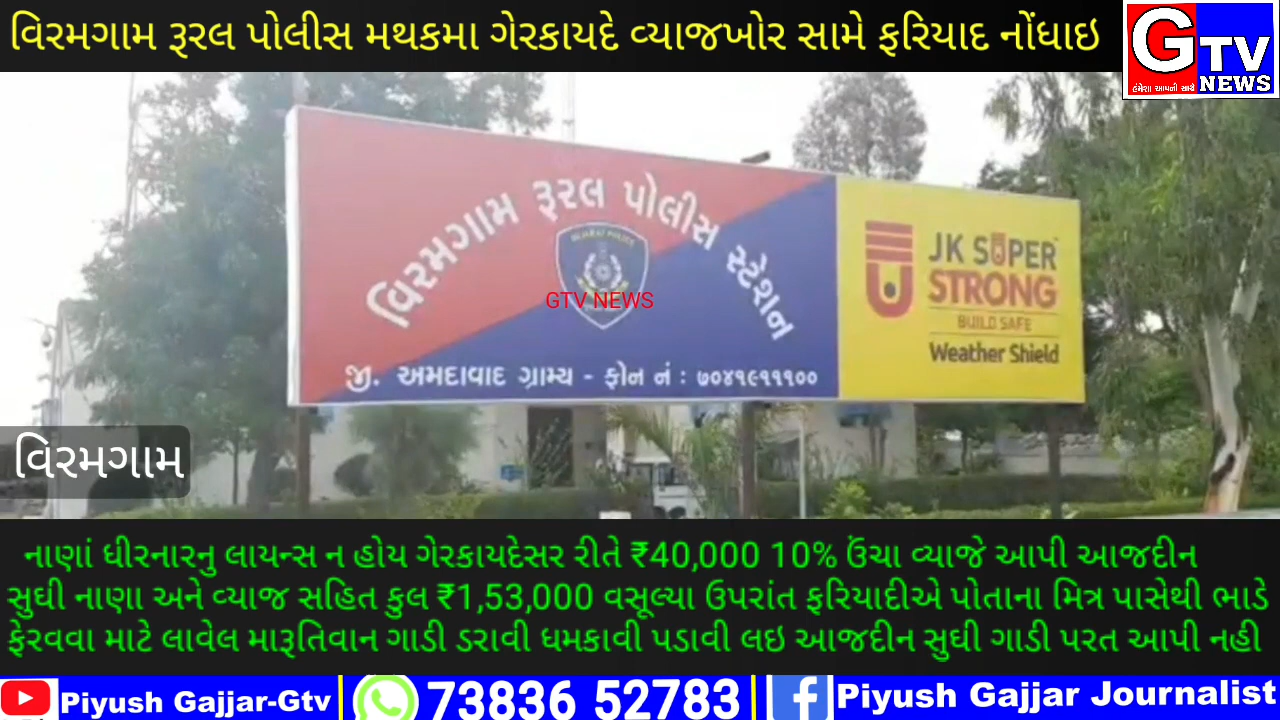 વિરમગામ રૂરલ પોલીસ મથકમા ગેરકાયદે વ્યાજખોર સામે ફરિયાદ નોંધાઇ
GTV NEWS
હંમેશા આપની સાથે
વિરમગામ રૂરલ પોલીસ સ્ટેશન
GUJARAT POLICE
GTV NEWS
જી. અમદાવાદ ગ્રામ્ય - ફોન નં : ૭૦૪૧૯૧૧૧૦૦
JK SUPER
STRONG
BUILD SAFE
Weather Shield
વિરમગામ
નાણાં ધીરનારનુ લાયન્સ ન હોય ગેરકાયદેસર રીતે ₹40,000 10% ઉંચા વ્યાજે આપી આજદીન
સુધી નાણા અને વ્યાજ સહિત કુલ ₹1,53,000 વસૂલ્યા ઉપરાંત ફરિયાદીએ પોતાના મિત્ર પાસેથી ભાડે
ફેરવવા માટે લાવેલ મારૂતિવાન ગાડી ડરાવી ધમકાવી પડાવી લઇ આજદીન સુધી ગાડી પરત આપી નહી
Piyush Gajjar-Gtv
73836 52783
Piyush Gajjar Journalist